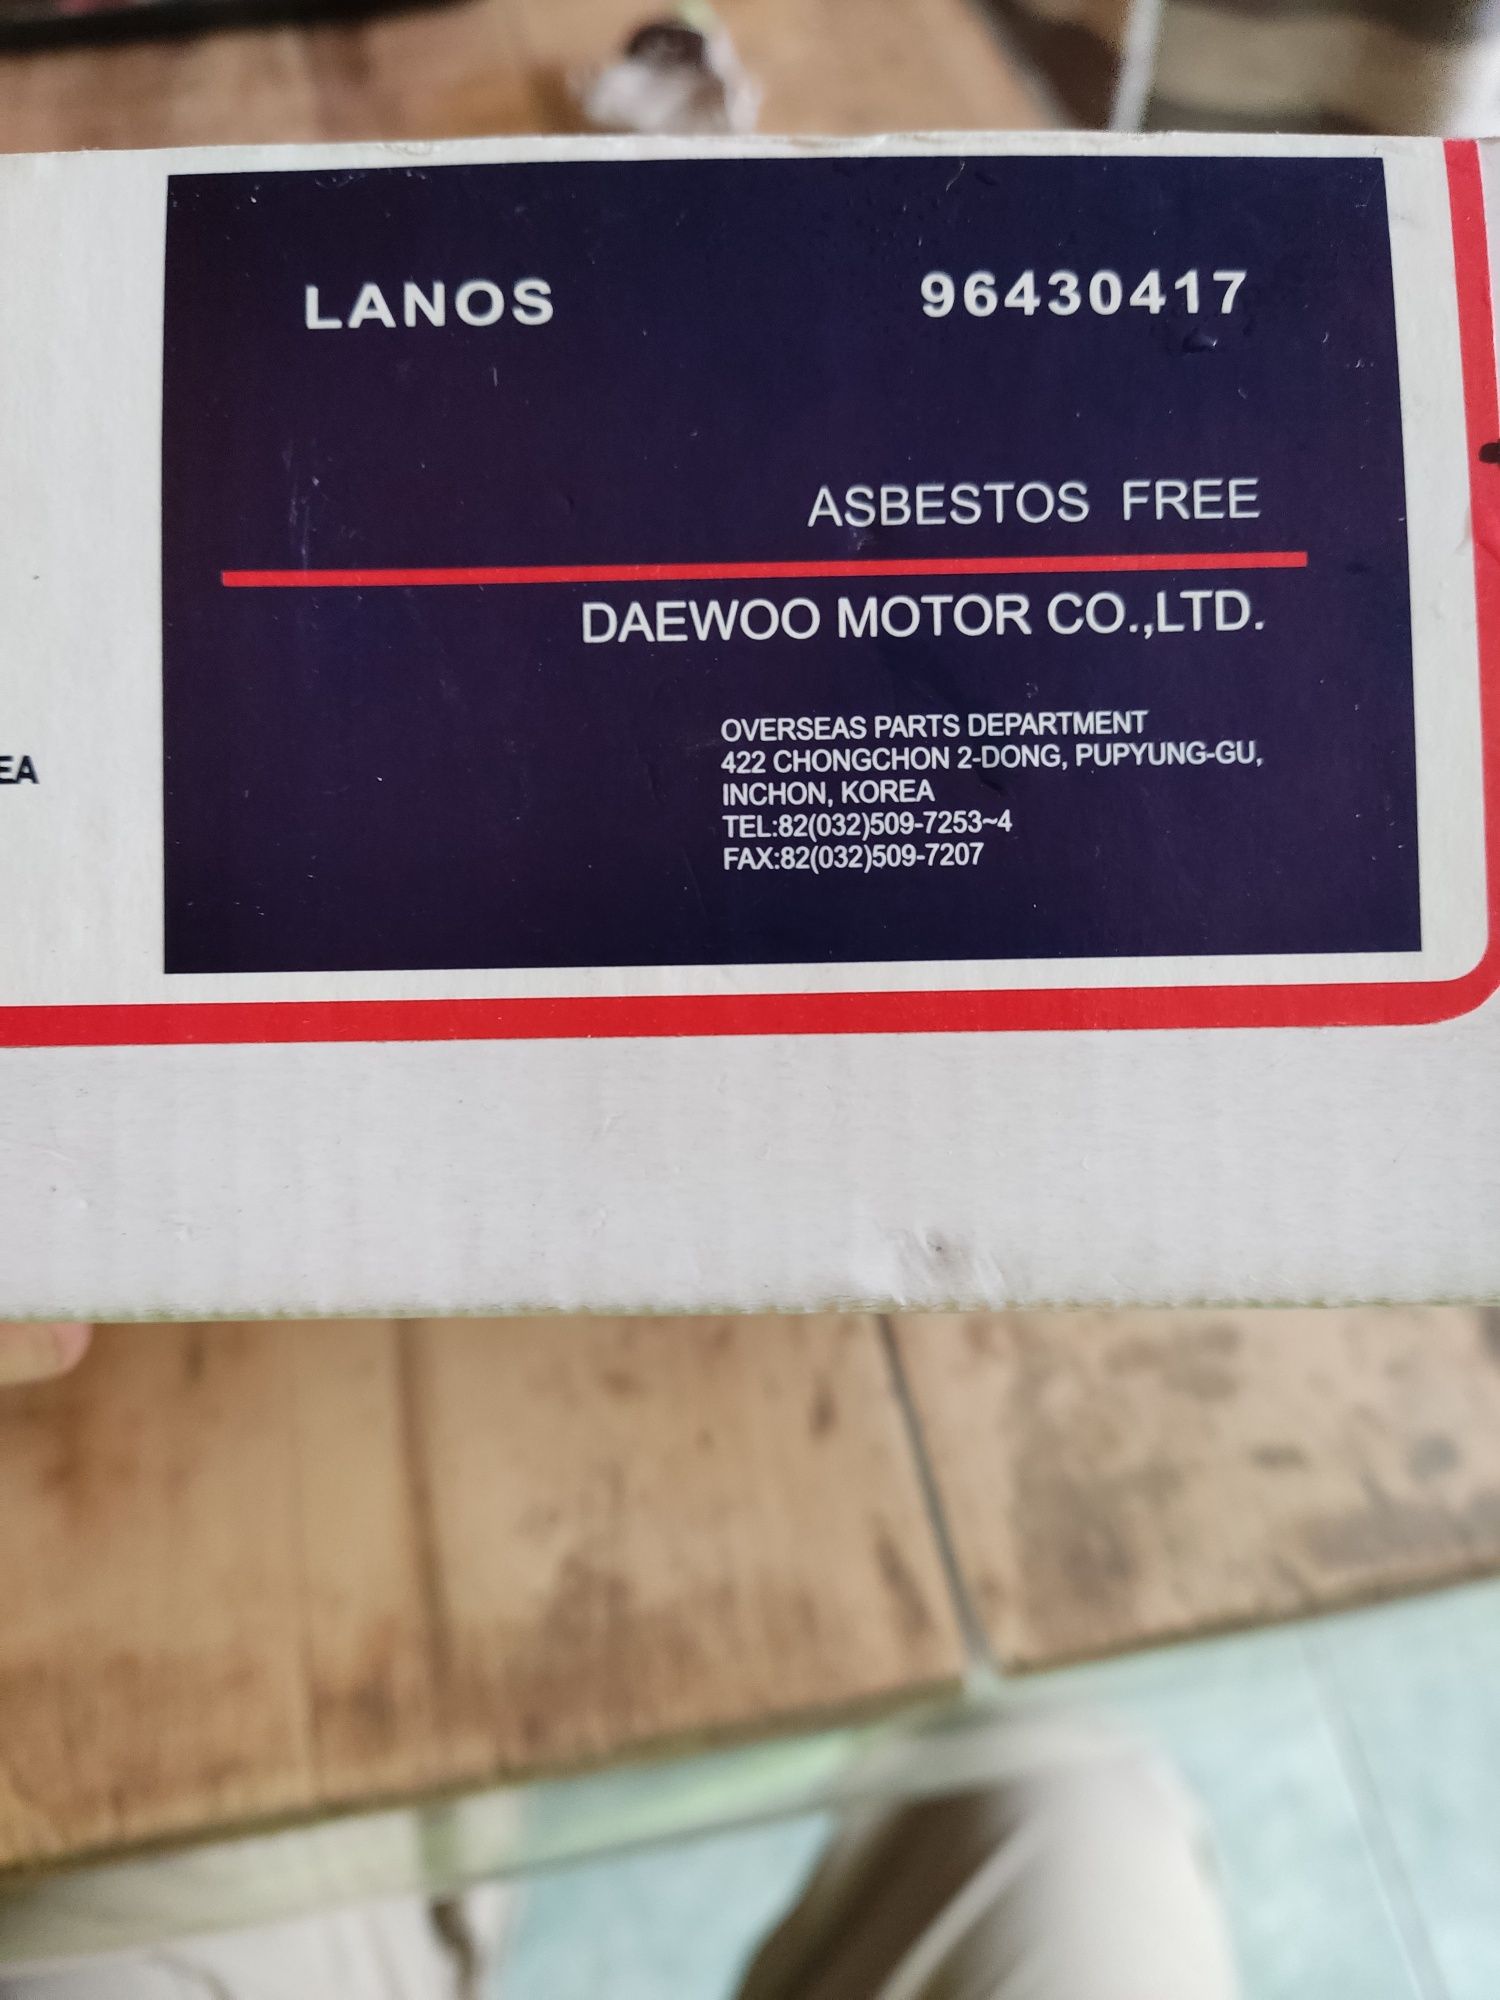 LANOS 96430417
ASBESTOS FREE
DAEWOO MOTOR CO.,LTD.
OVERSEAS PARTS DEPARTMENT
422 CHONGCHON 2-DONG, PUPYUNG-GU,
EA
INCHON, KOREA
TEL:82(032)509-7253~4
FAX:82(032)509-7207